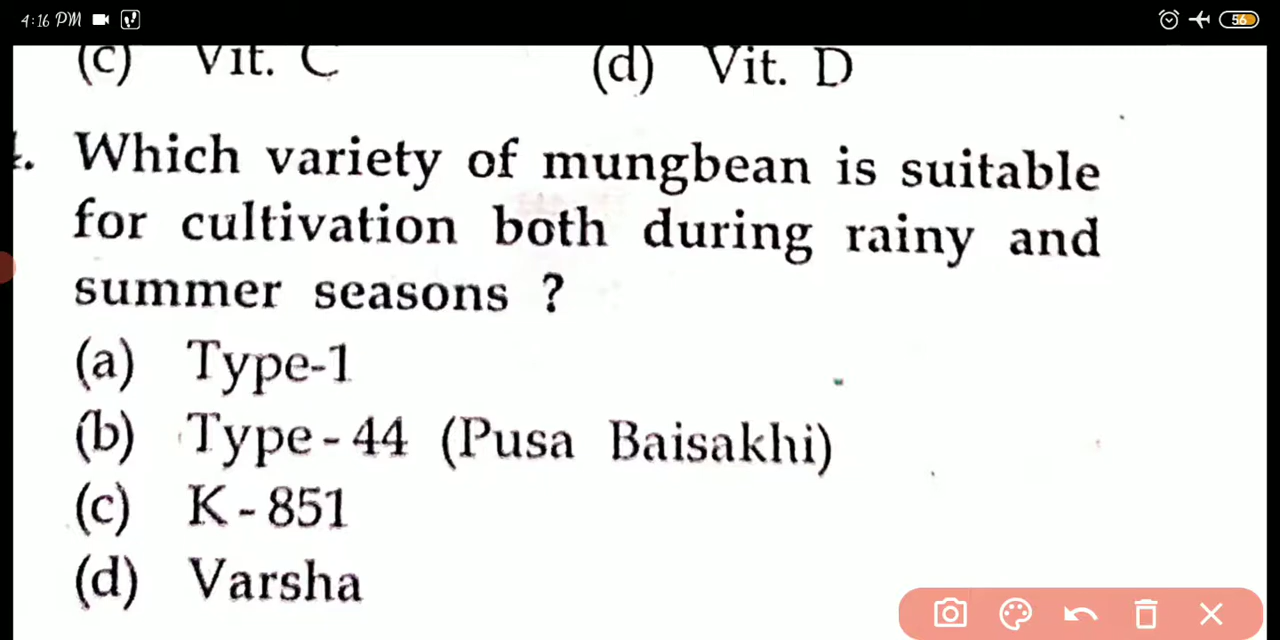 4:16 PM 56
(c) Vit. C (d) Vit. D
. Which variety of mungbean is suitable
for cultivation both during rainy and
summer seasons ?
(a) Type-1
(b) Type - 44 (Pusa Baisakhi)
(c) K - 851
(d) Varsha